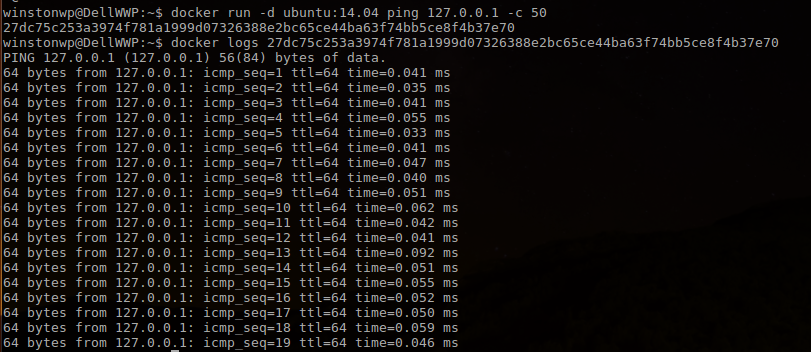 winstonwp@DellWWP:~$ docker run -d ubuntu:14.04 ping 127.0.0.1 -c 50
27dc75c253a3974f781a1999d07326388e2bc65ce44ba63f74bb5ce8f4b37e70
winstonwp@DellWWP:~$ docker logs 27dc75c253a3974f781a1999d07326388e2bc65ce44ba63f74bb5ce8f4b37e70
PING 127.0.0.1 (127.0.0.1) 56(84) bytes of data.
64 bytes from 127.0.0.1: icmp_seq=1 ttl=64 time=0.041 ms
64 bytes from 127.0.0.1: icmp_seq=2 ttl=64 time=0.035 ms
64 bytes from 127.0.0.1: icmp_seq=3 ttl=64 time=0.041 ms
64 bytes from 127.0.0.1: icmp_seq=4 ttl=64 time=0.055 ms
64 bytes from 127.0.0.1: icmp_seq=5 ttl=64 time=0.033 ms
64 bytes from 127.0.0.1: icmp_seq=6 ttl=64 time=0.041 ms
64 bytes from 127.0.0.1: icmp_seq=7 ttl=64 time=0.047 ms
64 bytes from 127.0.0.1: icmp_seq=8 ttl=64 time=0.040 ms
64 bytes from 127.0.0.1: icmp_seq=9 ttl=64 time=0.051 ms
64 bytes from 127.0.0.1: icmp_seq=10 ttl=64 time=0.062 ms
64 bytes from 127.0.0.1: icmp_seq=11 ttl=64 time=0.042 ms
64 bytes from 127.0.0.1: icmp_seq=12 ttl=64 time=0.041 ms
64 bytes from 127.0.0.1: icmp_seq=13 ttl=64 time=0.092 ms
64 bytes from 127.0.0.1: icmp_seq=14 ttl=64 time=0.051 ms
64 bytes from 127.0.0.1: icmp_seq=15 ttl=64 time=0.055 ms
64 bytes from 127.0.0.1: icmp_seq=16 ttl=64 time=0.052 ms
64 bytes from 127.0.0.1: icmp_seq=17 ttl=64 time=0.050 ms
64 bytes from 127.0.0.1: icmp_seq=18 ttl=64 time=0.059 ms
64 bytes from 127.0.0.1: icmp_seq=19 ttl=64 time=0.046 ms